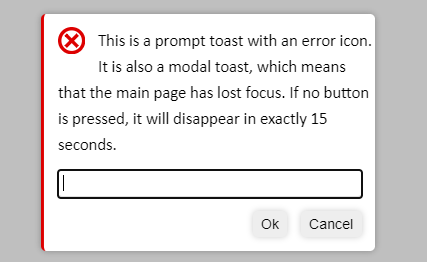 This is a prompt toast with an error icon.
It is also a modal toast, which means
that the main page has lost focus. If no button
is pressed, it will disappear in exactly 15
seconds.
Ok Cancel